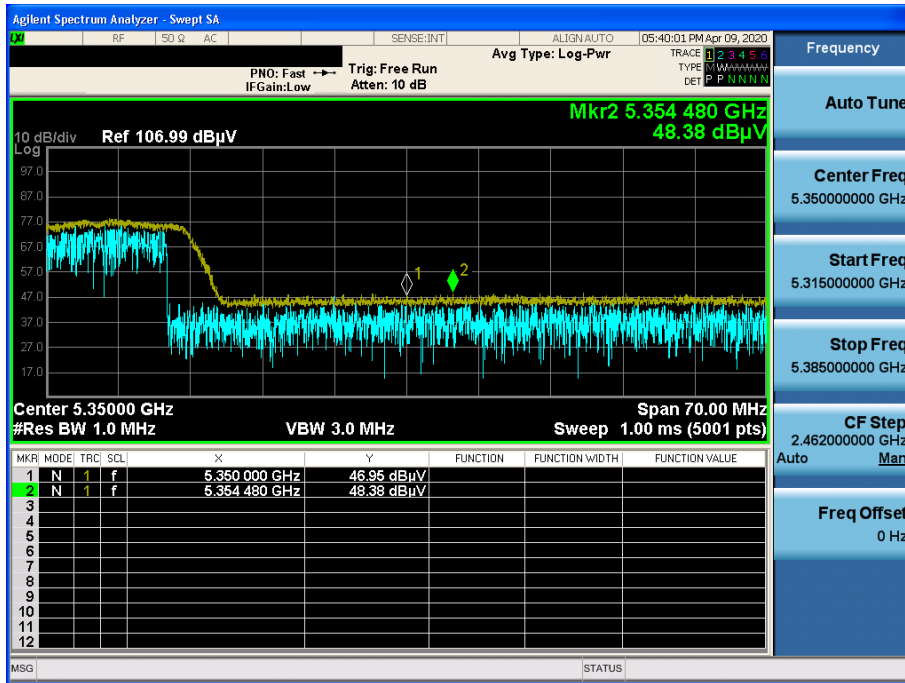 Agilent Spectrum Analyzer - Swept SA
LXI RF 50 Ω AC SENSE:INT ALIGN AUTO 05:40:01 PM Apr 09, 2020
Avg Type: Log-Pwr
PNO: Fast Trig: Free Run
IFGain:Low Atten: 10 dB
TRACE 1 2 3 4 5 6
TYPE M W
DET P P N N N N
Mkr2 5.354 480 GHz
48.38 dBµV
10 dB/div Ref 106.99 dBµV
Log
97.0
87.0
77.0
67.0
57.0
47.0
37.0
27.0
17.0
1
2
Center 5.35000 GHz Span 70.00 MHz
#Res BW 1.0 MHz VBW 3.0 MHz Sweep 1.00 ms (5001 pts)
MKR MODE TRC SCL X Y FUNCTION FUNCTION WIDTH FUNCTION VALUE
1 N 1 f 5.350 000 GHz 46.95 dBµV
2 N 1 f 5.354 480 GHz 48.38 dBµV
3
4
5
6
7
8
9
10
11
12
MSG STATUS
Frequency
Auto Tune
Center Freq
5.350000000 GHz
Start Freq
5.315000000 GHz
Stop Freq
5.385000000 GHz
CF Step
2.462000000 GHz
Auto Man
Freq Offset
0 Hz